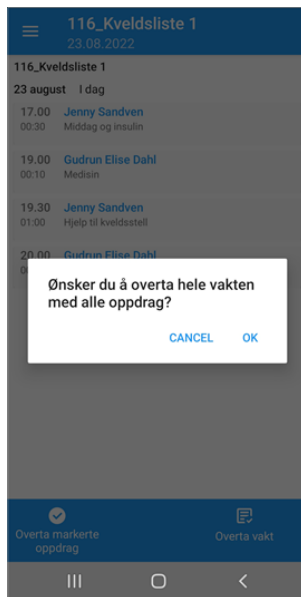 116_Kveldsliste 1
23.08.2022
116_Kveldsliste 1
23 august I dag
17.00 Jenny Sandven
00:30 Middag og insulin
19.00 Gudrun Elise Dahl
00:10 Medisin
19.30 Jenny Sandven
01:00 Hjelp til kveldsstell
20.00 Gudrun Elise Dahl
Ønsker du å overta hele vakten
med alle oppdrag?
CANCEL OK
Overta markerte
oppdrag
Overta vakt